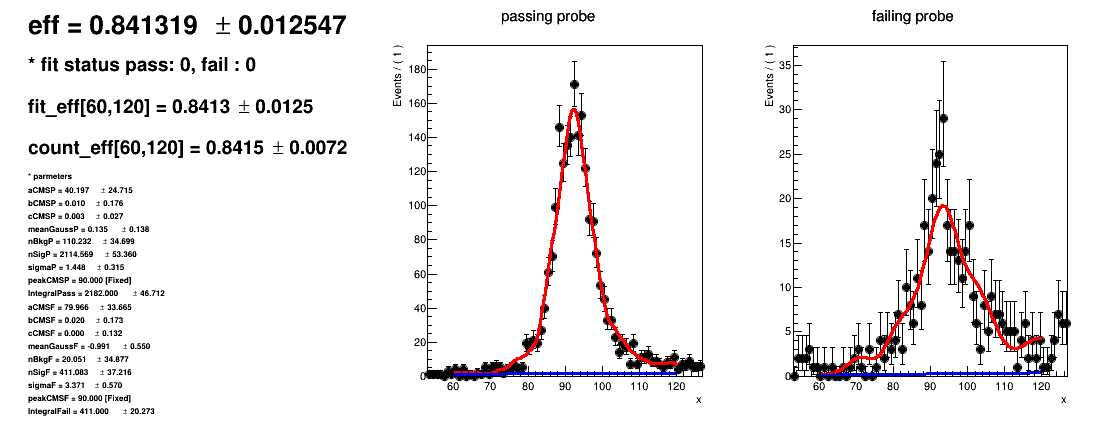 eff = 0.841319 ± 0.012547
* fit status pass: 0, fail : 0
fit_eff[60,120] = 0.8413 ± 0.0125
count_eff[60,120] = 0.8415 ± 0.0072
* parmeters
aCMSP = 40.197 ± 24.715
bCMSP = 0.010 ± 0.176
cCMSP = 0.003 ± 0.027
meanGaussP = 0.135 ± 0.138
nBkgP = 110.232 ± 34.699
nSigP = 2114.569 ± 53.360
sigmaP = 1.448 ± 0.315
peakCMSP = 90.000 [Fixed]
IntegralPass = 2182.000 ± 46.712
aCMSF = 79.966 ± 33.665
bCMSF = 0.020 ± 0.173
cCMSF = 0.000 ± 0.132
meanGaussF = -0.991 ± 0.550
nBkgF = 20.051 ± 34.877
nSigF = 411.083 ± 37.216
sigmaF = 3.371 ± 0.570
peakCMSF = 90.000 [Fixed]
IntegralFail = 411.000 ± 20.273
passing probe
Events / ( 1 )
180
160
140
120
100
80
60
40
20
0
60 70 80 90 100 110 120
x
failing probe
Events / ( 1 )
35
30
25
20
15
10
5
0
60 70 80 90 100 110 120
x